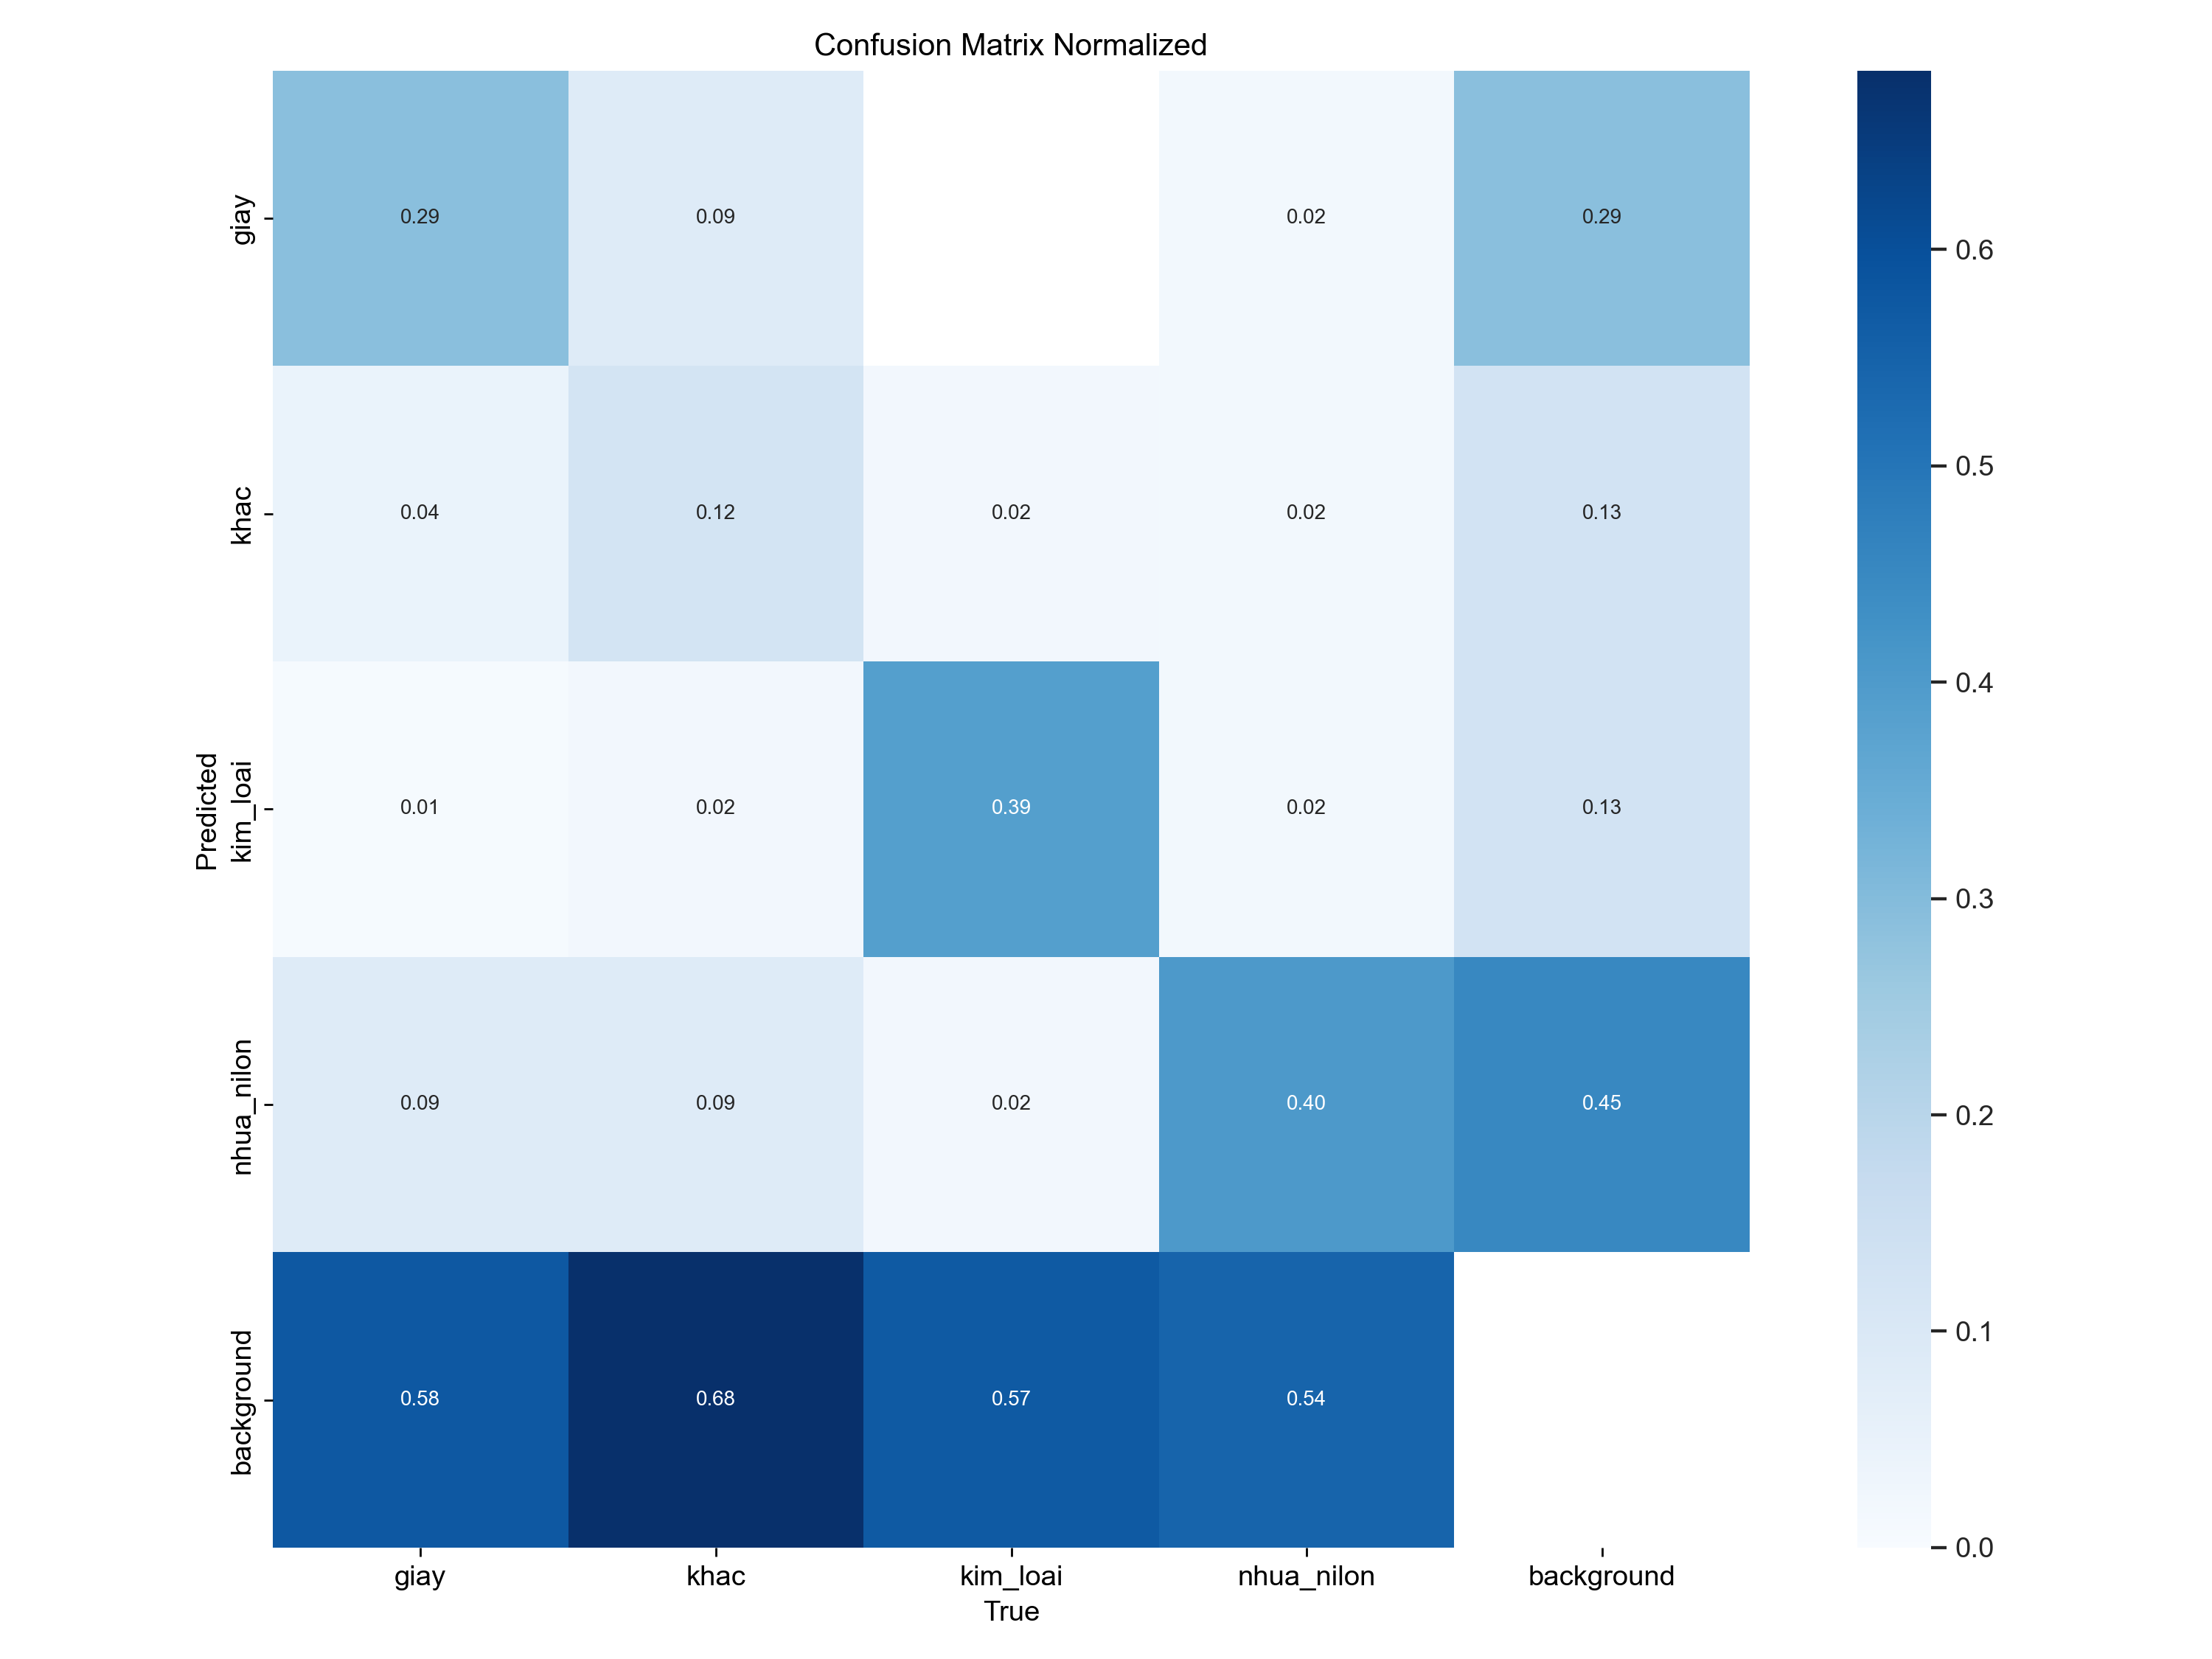 Confusion Matrix Normalized
giay
0.29
0.09
0.02
0.29
khac
0.04
0.12
0.02
0.02
0.13
kim_loai
0.01
0.02
0.39
0.02
0.13
nhua_nilon
0.09
0.09
0.02
0.40
0.45
background
0.58
0.68
0.57
0.54
Predicted
giay
khac
kim_loai
nhua_nilon
background
True
0.6
0.5
0.4
0.3
0.2
0.1
0.0